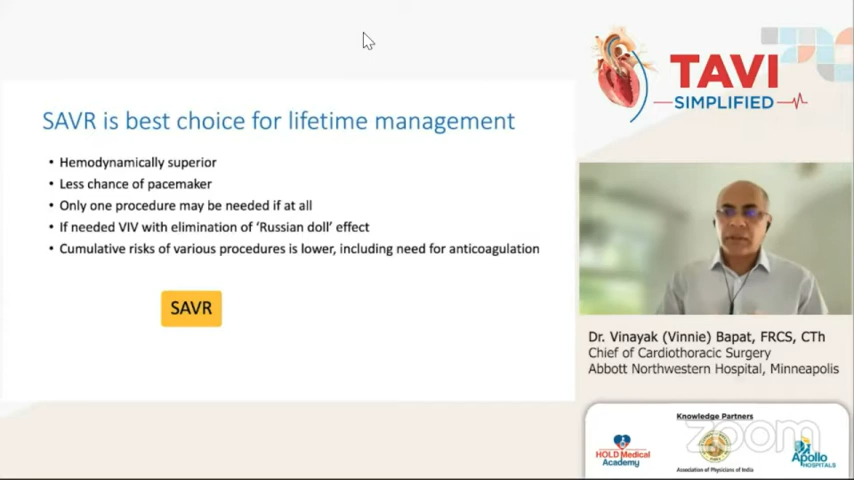 SAVR is best choice for lifetime management
• Hemodynamically superior
• Less chance of pacemaker
• Only one procedure may be needed if at all
• If needed VIV with elimination of 'Russian doll' effect
• Cumulative risks of various procedures is lower, including need for anticoagulation
SAVR
TAVI
SIMPLIFIED
Dr. Vinayak (Vinnie) Bapat, FRCS, CTh
Chief of Cardiothoracic Surgery
Abbott Northwestern Hospital, Minneapolis
Knowledge Partners
zoom
HOLD Medical
Academy
Association of Physicians of India
Apollo
HOSPITALS